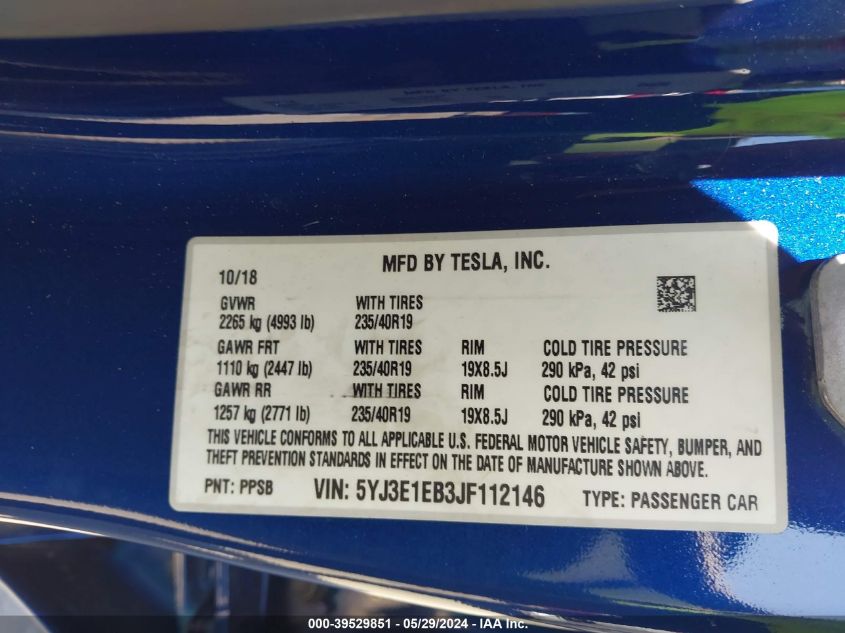 MFD BY TESLA, INC.
10/18
GVWR WITH TIRES
2265 kg (4993 lb) 235/40R19
GAWR FRT WITH TIRES RIM COLD TIRE PRESSURE
1110 kg (2447 lb) 235/40R19 19X8.5J 290 kPa, 42 psi
GAWR RR WITH TIRES RIM COLD TIRE PRESSURE
1257 kg (2771 lb) 235/40R19 19X8.5J 290 kPa, 42 psi
THIS VEHICLE CONFORMS TO ALL APPLICABLE U.S. FEDERAL MOTOR VEHICLE SAFETY, BUMPER, AND
THEFT PREVENTION STANDARDS IN EFFECT ON THE DATE OF MANUFACTURE SHOWN ABOVE.
PNT: PPSB VIN: 5YJ3E1EB3JF112146 TYPE: PASSENGER CAR
000-39529851 / 05/29/2024 - IAA Inc.